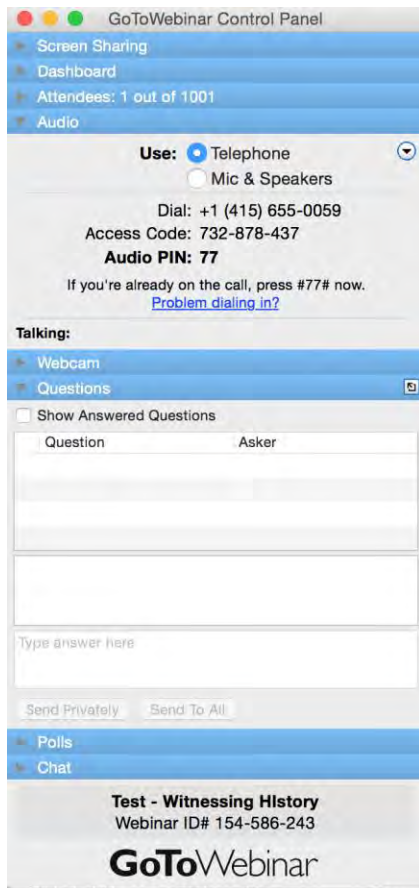 GoToWebinar Control Panel
Screen Sharing
Dashboard
Attendees: 1 out of 1001
Audio
Use: Telephone
Mic & Speakers
Dial: +1 (415) 655-0059
Access Code: 732-878-437
Audio PIN: 77
If you're already on the call, press #77# now.
Problem dialing in?
Talking:
Webcam
Questions
Show Answered Questions
Question Asker
Type answer here
Send Privately Send To All
Polls
Chat
Test - Witnessing HIstory
Webinar ID# 154-586-243
GoToWebinar